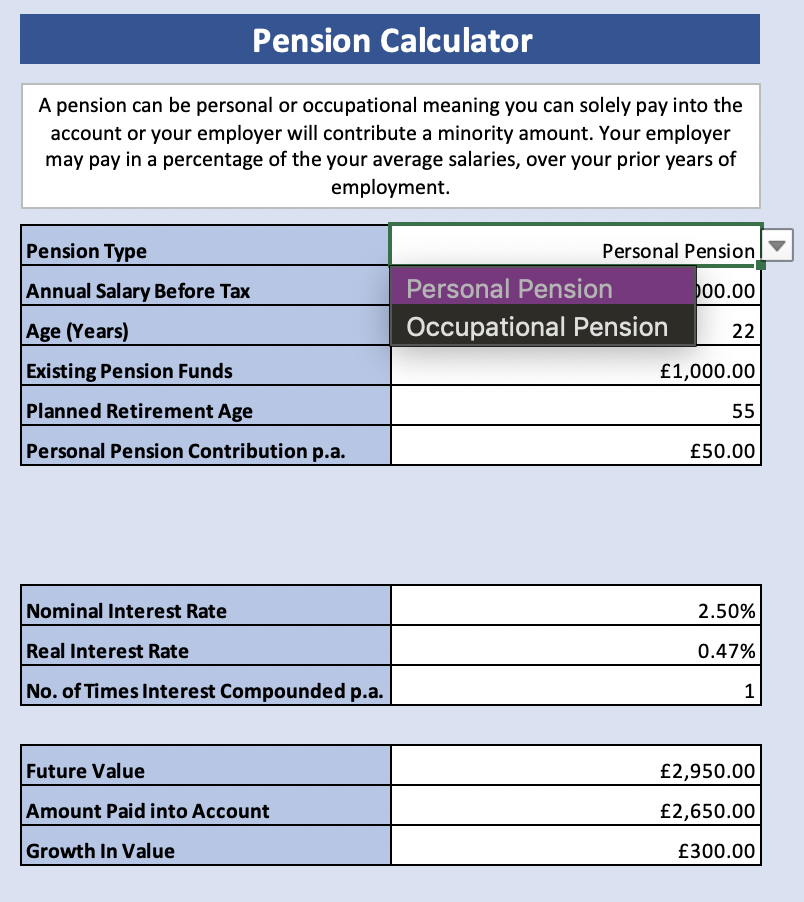 Pension Calculator
A pension can be personal or occupational meaning you can solely pay into the
account or your employer will contribute a minority amount. Your employer
may pay in a percentage of the your average salaries, over your prior years of
employment.
Pension Type Personal Pension
Personal Pension
Occupational Pension
Annual Salary Before Tax 00.00
Age (Years) 22
Existing Pension Funds £1,000.00
Planned Retirement Age 55
Personal Pension Contribution p.a. £50.00
Nominal Interest Rate 2.50%
Real Interest Rate 0.47%
No. of Times Interest Compounded p.a. 1
Future Value £2,950.00
Amount Paid into Account £2,650.00
Growth In Value £300.00